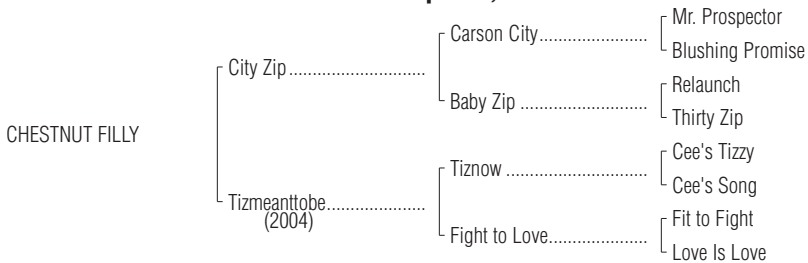 Mr. Prospector
Carson City
Blushing Promise
City Zip
Relaunch
Baby Zip
Thirty Zip
CHESTNUT FILLY
Cee's Tizzy
Tiznow
Cee's Song
Tizmeanttobe
(2004)
Fit to Fight
Fight to Love
Love Is Love